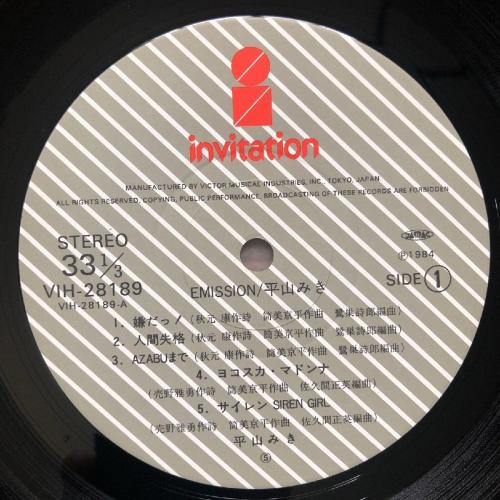 invitation
MANUFACTURED BY VICTOR MUSICAL INDUSTRIES, INC., TOKYO, JAPAN
ALL RIGHTS RESERVED, COPYING, PUBLIC PERFORMANCE, BROADCASTING OF THESE RECORDS ARE FORBIDDEN
STEREO
33 1/3
VIH-28189
VIH-28189-A
JASRAC
Ⓟ1984
SIDE 1
EMISSION/平山みき
1. 嫌だっ! (秋元 康作詩 筒美京平作曲 鷺巣詩郎編曲)
2. 人間失格 (秋元 康作詩 筒美京平作曲 鷺巣詩郎編曲)
3. AZABUまで (秋元 康作詩 筒美京平作曲 鷺巣詩郎編曲)
4. ヨコスカ・マドンナ
(売野雅勇作詩 筒美京平作曲 佐久間正英編曲)
5. サイレン SIREN GIRL
(売野雅勇作詩 筒美京平作曲 佐久間正英編曲)
平山みき
Ⓢ